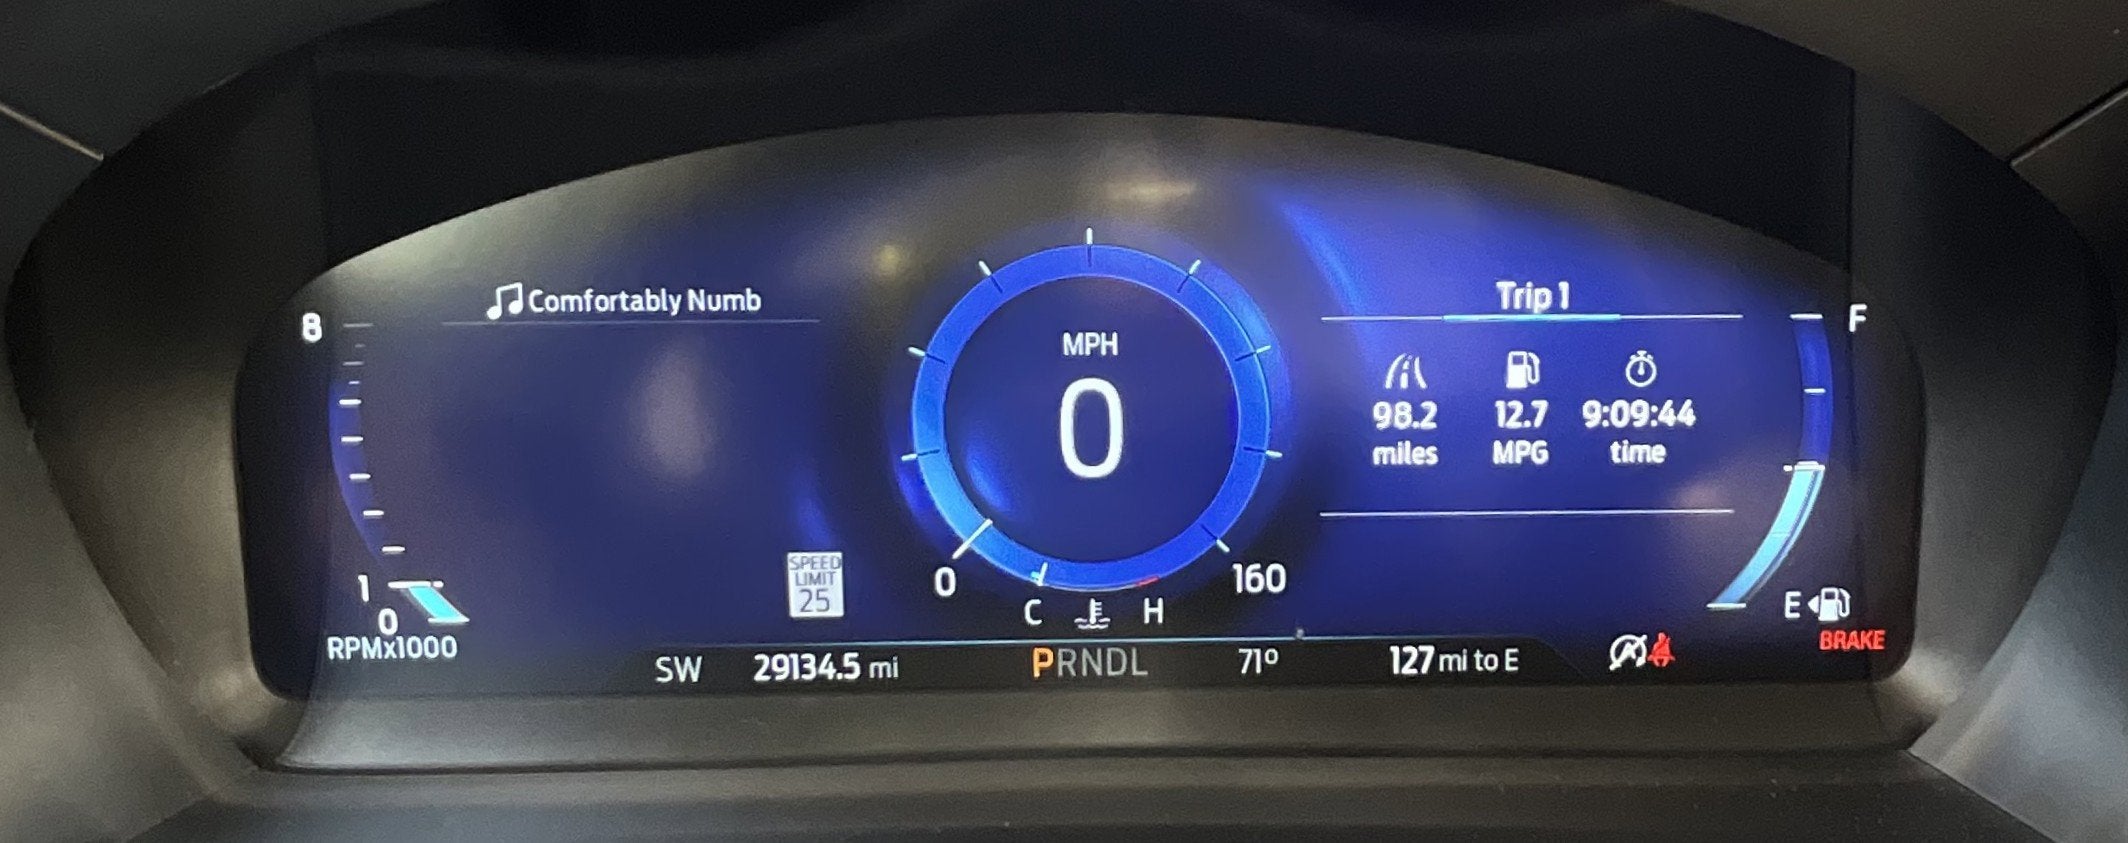 Comfortably Numb
8
1
0
RPMx1000
SPEED
LIMIT
25
MPH
0
0
160
C H
Trip 1
98.2 12.7 9:09:44
miles MPG time
F
E
BRAKE
SW 29134.5 mi PRNDL 71º 127 mi to E